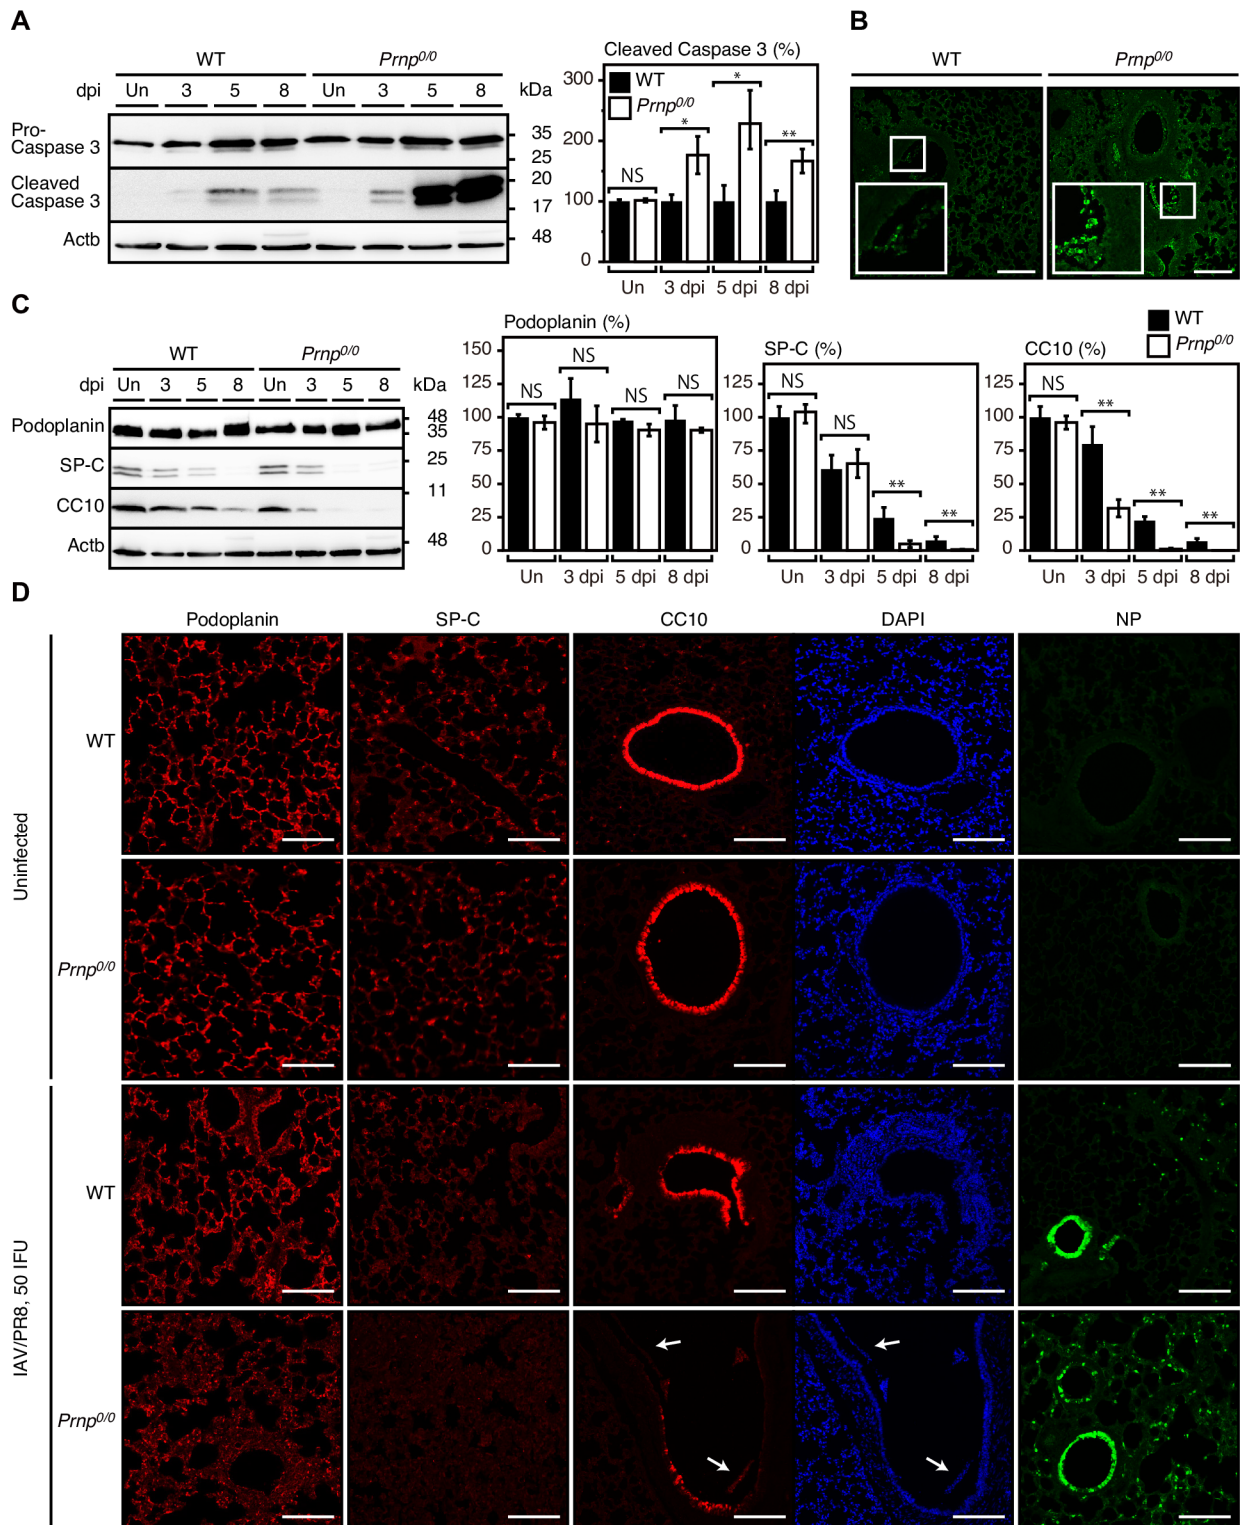 A
WT
Prnp0/0
dpi
Un
3
5
8
Un
3
5
8
kDa
Pro-
Caspase 3
35
25
Cleaved
Caspase 3
20
17
Actb
48
Cleaved Caspase 3 (%)
300
200
100
0
WT
Prnp0/0
NS
*
*
**
Un
3 dpi
5 dpi
8 dpi
B
WT
Prnp0/0
C
WT
Prnp0/0
dpi
Un
3
5
8
Un
3
5
8
kDa
Podoplanin
48
35
SP-C
25
CC10
11
Actb
48
Podoplanin (%)
150
125
100
75
50
25
0
NS
NS
NS
NS
Un
3 dpi
5 dpi
8 dpi
SP-C (%)
125
100
75
50
25
0
NS
NS
**
**
Un
3 dpi
5 dpi
8 dpi
WT
Prnp0/0
CC10 (%)
125
100
75
50
25
0
NS
**
**
**
Un
3 dpi
5 dpi
8 dpi
D
Podoplanin
SP-C
CC10
DAPI
NP
Uninfected
WT
Prnp0/0
IAV/PR8, 50 IFU
WT
Prnp0/0